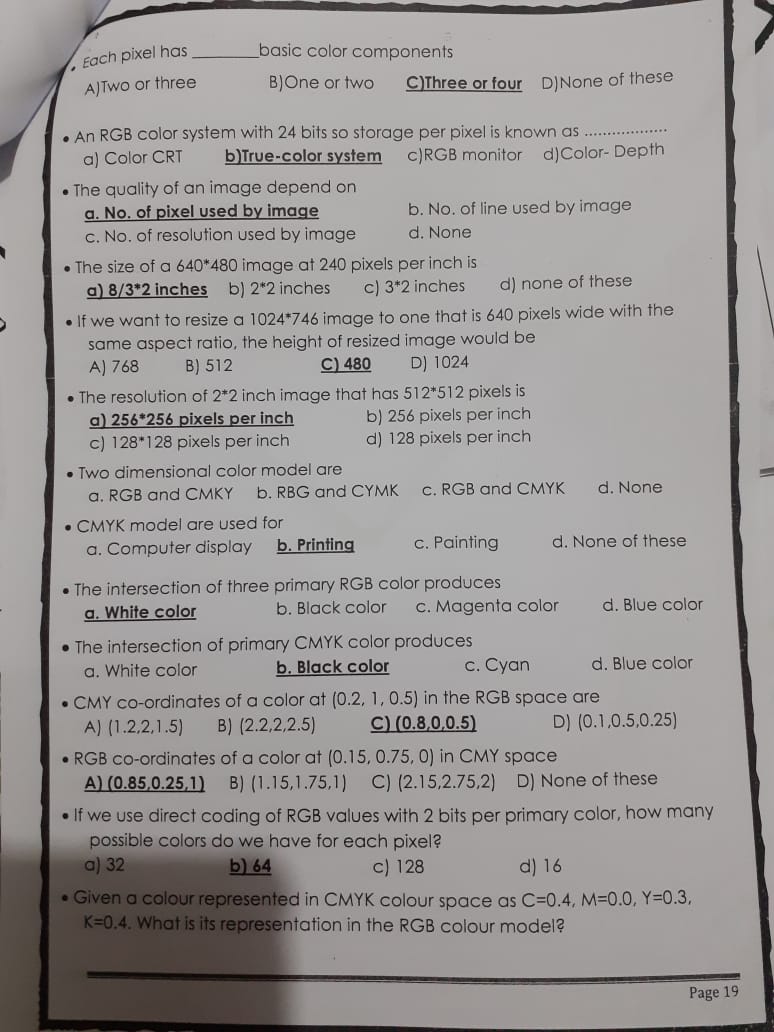 • Each pixel has ________basic color components
A)Two or three B)One or two C)Three or four D)None of these
• An RGB color system with 24 bits so storage per pixel is known as ..................
a) Color CRT b)True-color system c)RGB monitor d)Color- Depth
• The quality of an image depend on
a. No. of pixel used by image b. No. of line used by image
c. No. of resolution used by image d. None
• The size of a 640*480 image at 240 pixels per inch is
a) 8/3*2 inches b) 2*2 inches c) 3*2 inches d) none of these
• If we want to resize a 1024*746 image to one that is 640 pixels wide with the
same aspect ratio, the height of resized image would be
A) 768 B) 512 C) 480 D) 1024
• The resolution of 2*2 inch image that has 512*512 pixels is
a) 256*256 pixels per inch b) 256 pixels per inch
c) 128*128 pixels per inch d) 128 pixels per inch
• Two dimensional color model are
a. RGB and CMKY b. RBG and CYMK c. RGB and CMYK d. None
• CMYK model are used for
a. Computer display b. Printing c. Painting d. None of these
• The intersection of three primary RGB color produces
a. White color b. Black color c. Magenta color d. Blue color
• The intersection of primary CMYK color produces
a. White color b. Black color c. Cyan d. Blue color
• CMY co-ordinates of a color at (0.2, 1, 0.5) in the RGB space are
A) (1.2,2,1.5) B) (2.2,2,2.5) C) (0.8,0,0.5) D) (0.1,0.5,0.25)
• RGB co-ordinates of a color at (0.15, 0.75, 0) in CMY space
A) (0.85,0.25,1) B) (1.15,1.75,1) C) (2.15,2.75,2) D) None of these
• If we use direct coding of RGB values with 2 bits per primary color, how many
possible colors do we have for each pixel?
a) 32 b) 64 c) 128 d) 16
• Given a colour represented in CMYK colour space as C=0.4, M=0.0, Y=0.3,
K=0.4. What is its representation in the RGB colour model?
Page 19